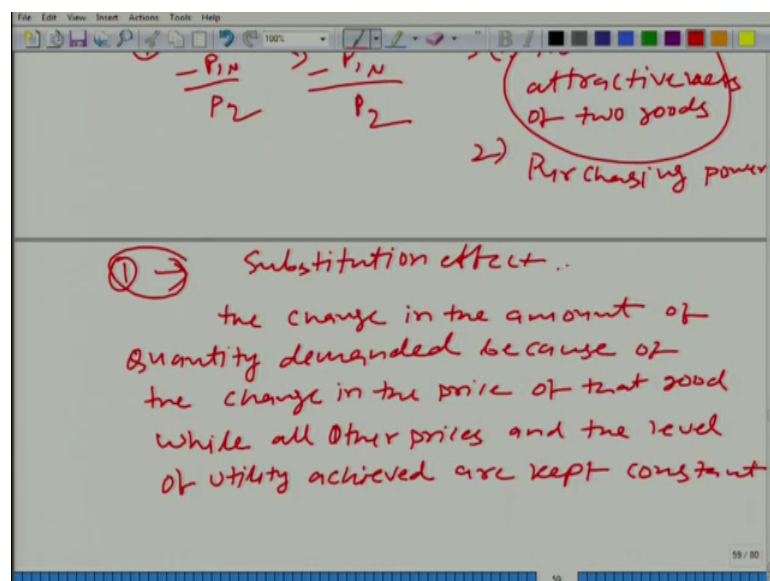 File Edit View Insert Actions Tools Help
100%
B I
-P1N
P2
-P1N
P2
attractiveness
of two goods
2) Purchasing power
① → Substitution effect..
the change in the amount of
quantity demanded because of
the change in the price of that good
while all other prices and the level
of utility achieved are kept constant
59 / 80
59